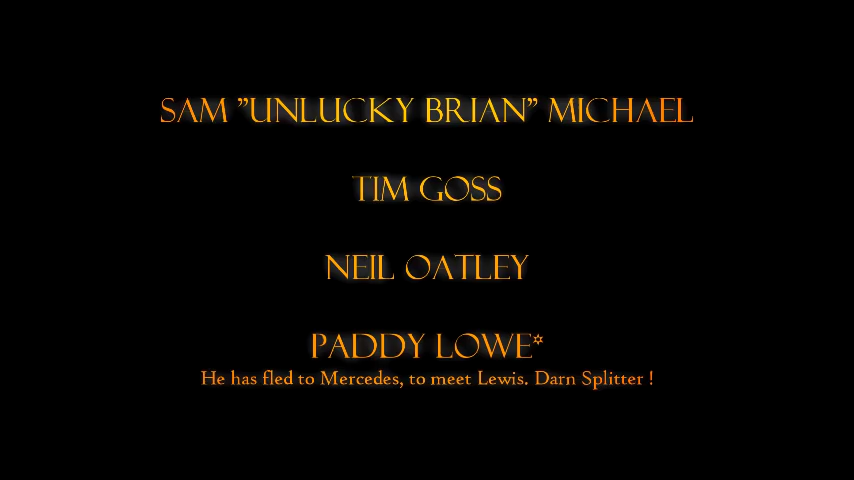 SAM ”UNLUCKY BRIAN” MICHAEL
TIM GOSS
NEIL OATLEY
PADDY LOWE*
He has fled to Mercedes, to meet Lewis. Darn Splitter !